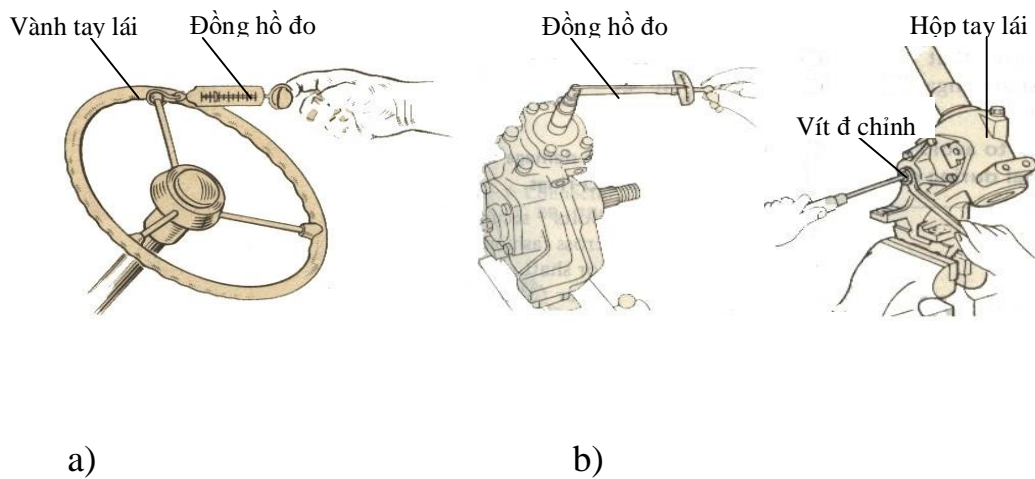 Vành tay lái
Đồng hồ đo
Đồng hồ đo
Hộp tay lái
Vít đ chỉnh
a)
b)